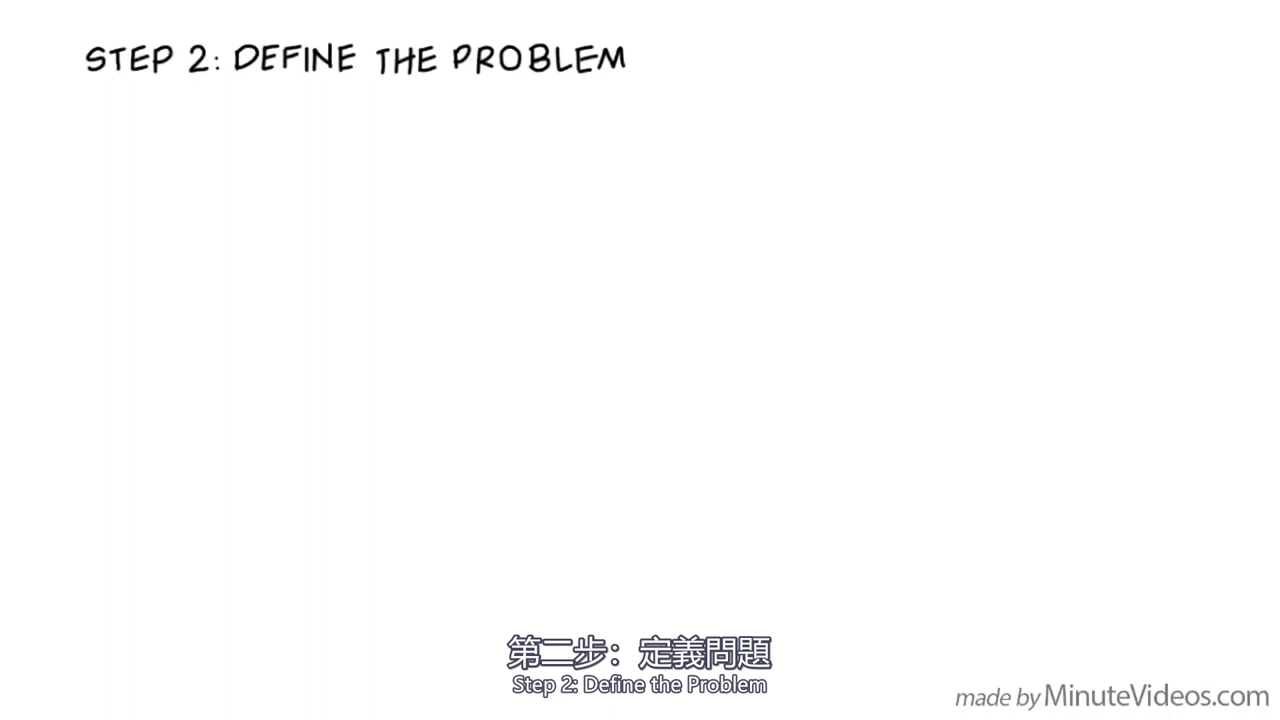 STEP 2: DEFINE THE PROBLEM
第二步：定義問題
Step 2: Define the Problem
made by MinuteVideos.com